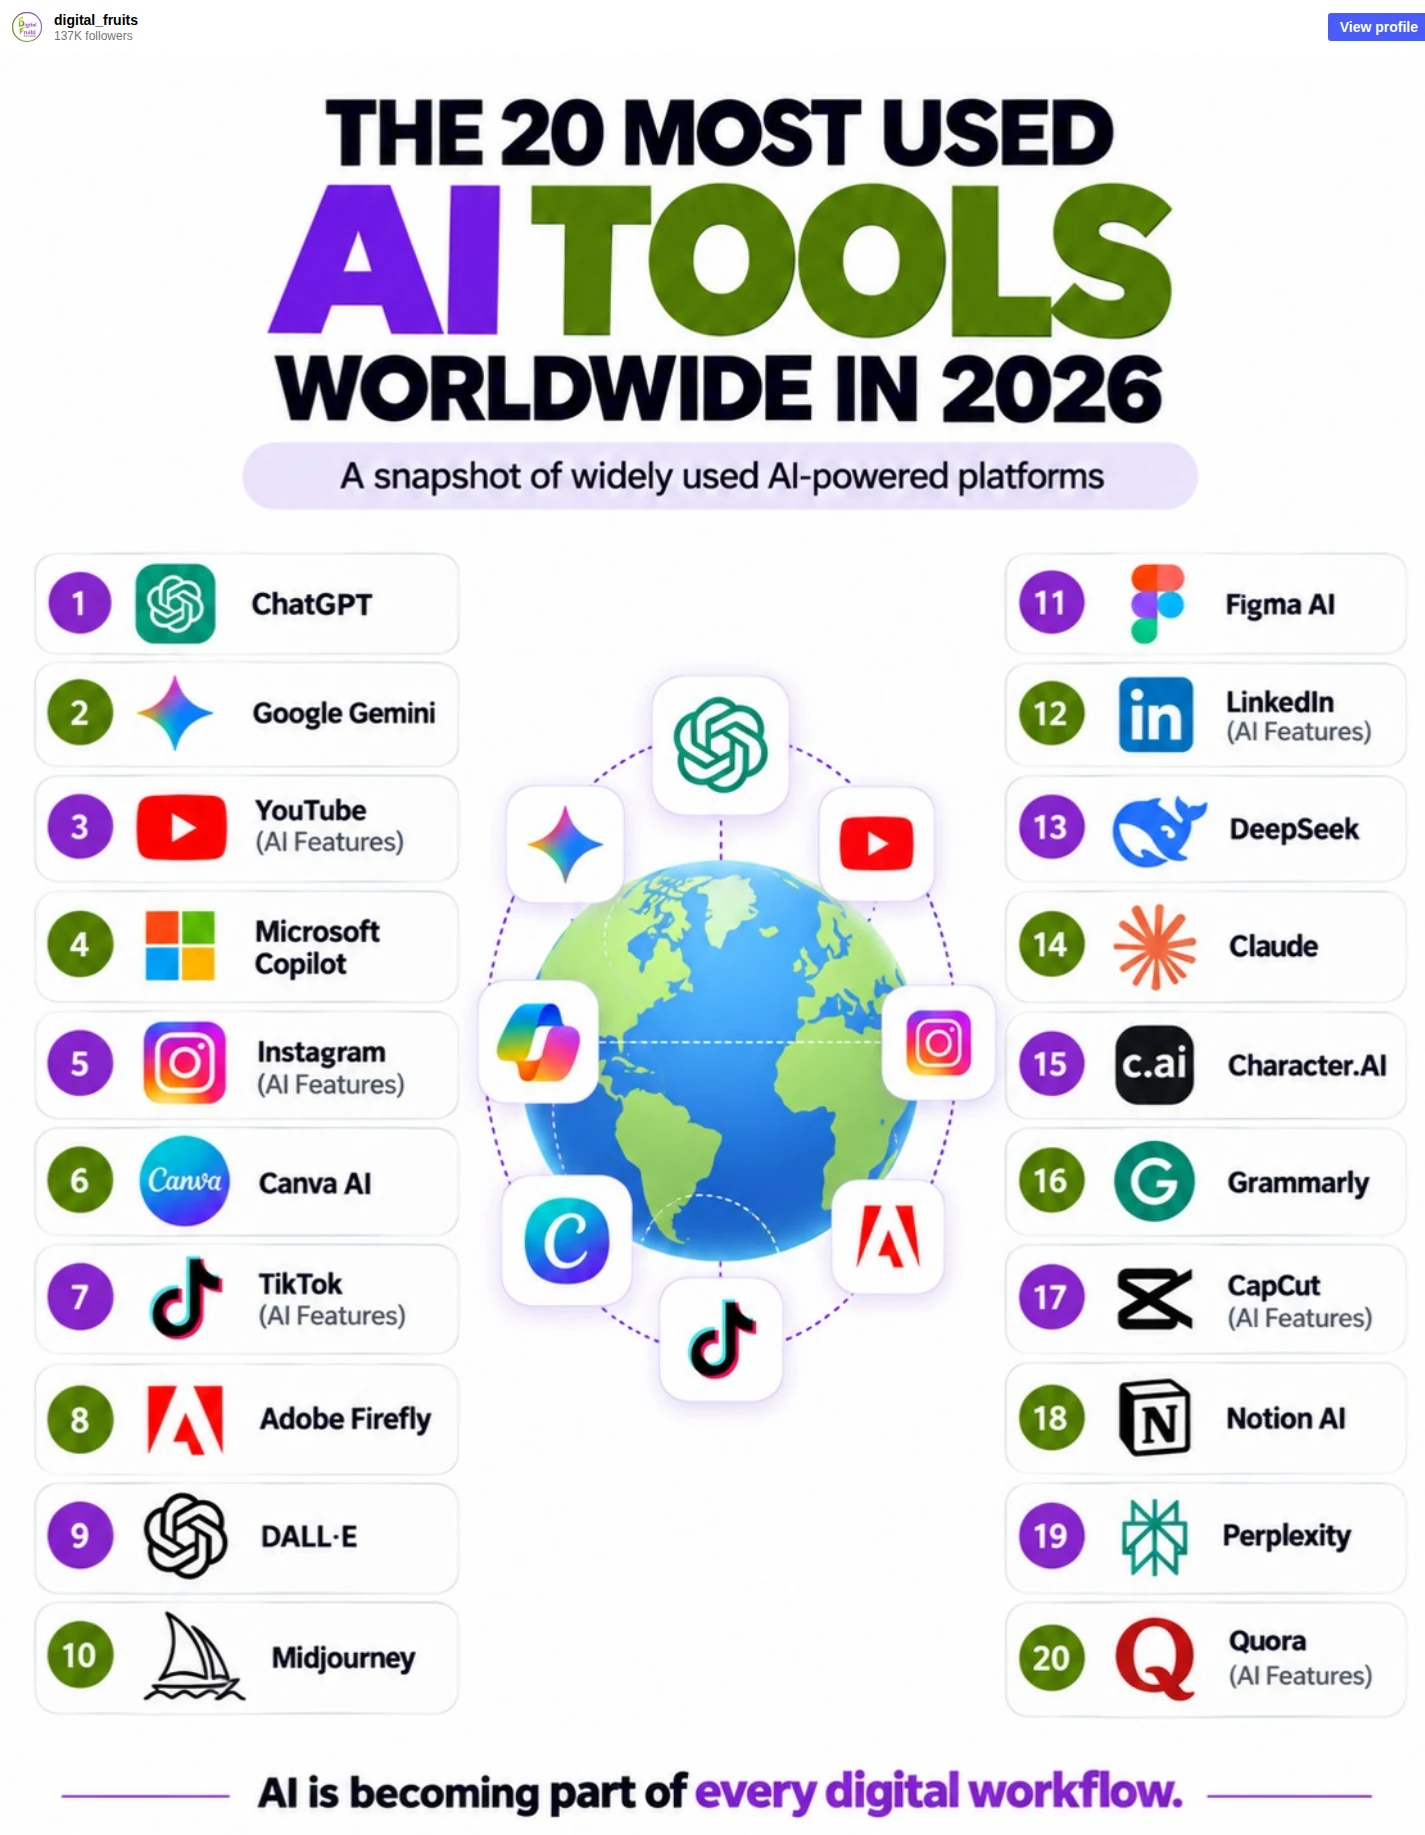 digital_fruits
137K followers
View profile
THE 20 MOST USED
AI TOOLS
WORLDWIDE IN 2026
A snapshot of widely used AI-powered platforms
1 ChatGPT
2 Google Gemini
3 YouTube
(AI Features)
4 Microsoft
Copilot
5 Instagram
(AI Features)
6 Canva Canva AI
7 TikTok
(AI Features)
8 Adobe Firefly
9 DALL·E
10 Midjourney
C
11 Figma AI
12 in LinkedIn
(AI Features)
13 DeepSeek
14 Claude
15 c.ai Character.AI
16 G Grammarly
17 CapCut
(AI Features)
18 N Notion AI
19 Perplexity
20 Q Quora
(AI Features)
AI is becoming part of every digital workflow.